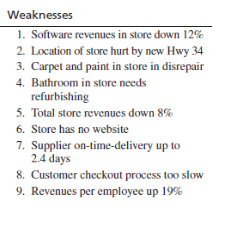 Weaknesses
1. Software revenues in store down 12%
2. Location of store hurt by new Hwy 34
3. Carpet and paint in store in disrepair
4. Bathroom in store needs
refurbishing
5. Total store revenues down 8%
6. Store has no website
7. Supplier on-time-delivery up to
2.4 days
8. Customer checkout process too slow
9. Revenues per employee up 19%